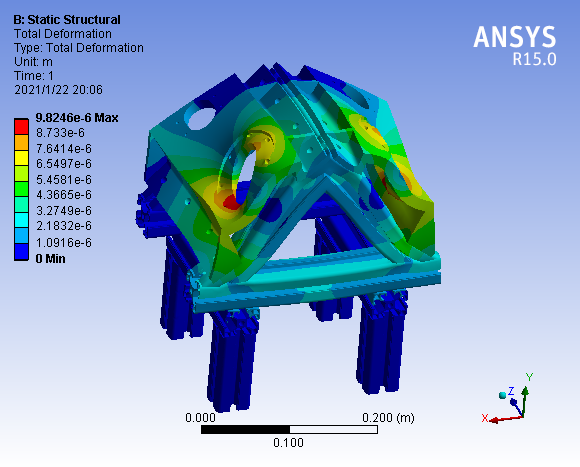 B: Static Structural
Total Deformation
Type: Total Deformation
Unit: m
Time: 1
2021/1/22 20:06
9.8246e-6 Max
8.733e-6
7.6414e-6
6.5497e-6
5.4581e-6
4.3665e-6
3.2749e-6
2.1832e-6
1.0916e-6
0 Min
ANSYS
R15.0
0.000
0.200 (m)
0.100
Y
Z
X